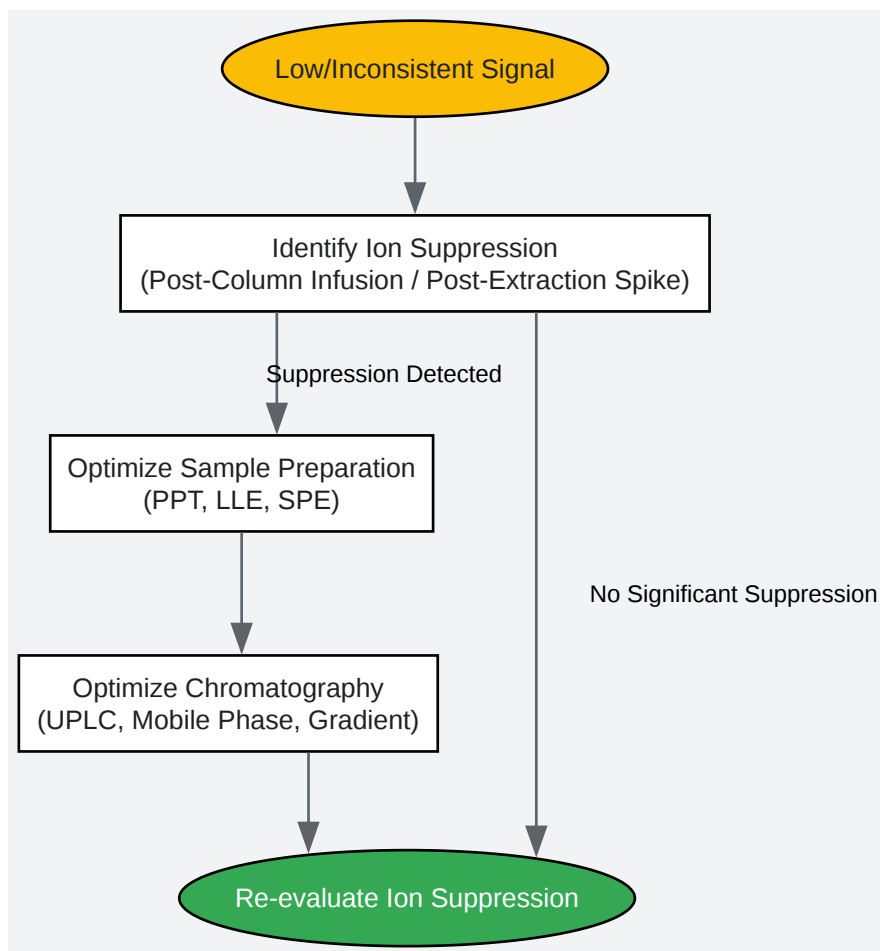 Low/Inconsistent Signal
Identify Ion Suppression
(Post-Column Infusion / Post-Extraction Spike)
Suppression Detected
Optimize Sample Preparation
(PPT, LLE, SPE)
No Significant Suppression
Optimize Chromatography
(UPLC, Mobile Phase, Gradient)
Re-evaluate Ion Suppression